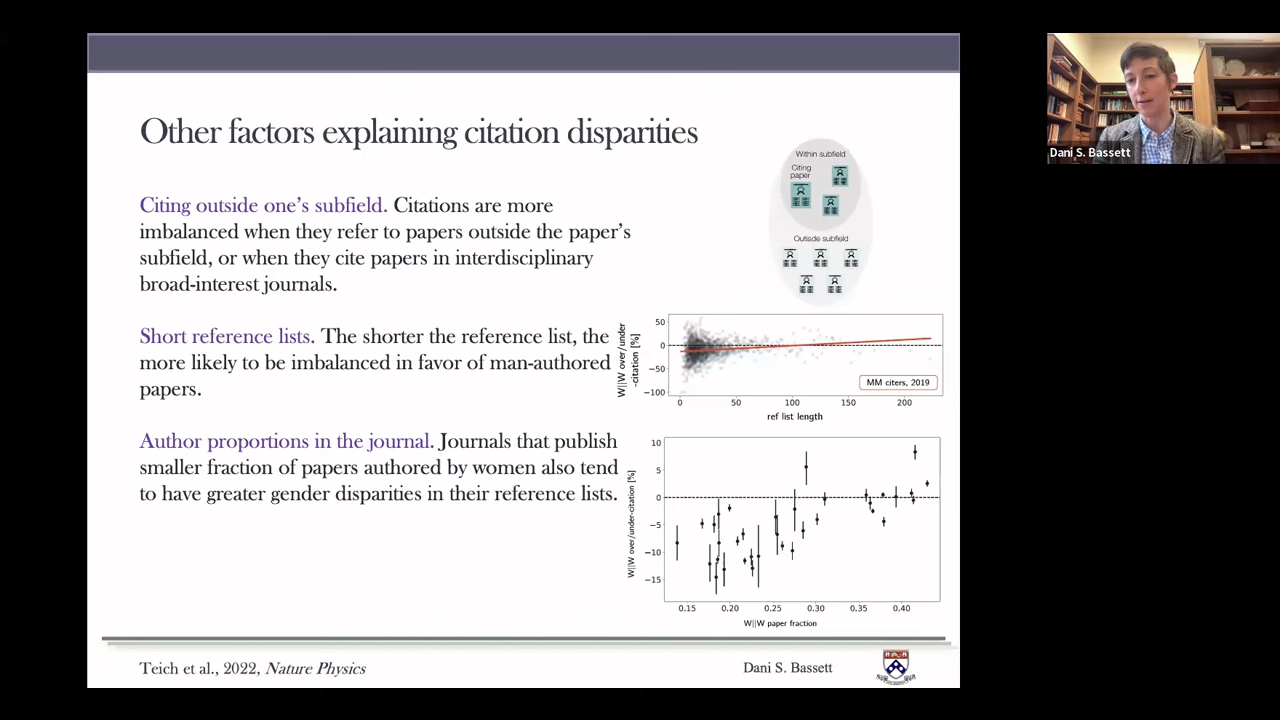 Other factors explaining citation disparities
Citing outside one's subfield. Citations are more
imbalanced when they refer to papers outside the paper's
subfield, or when they cite papers in interdisciplinary
broad-interest journals.
Short reference lists. The shorter the reference list, the
more likely to be imbalanced in favor of man-authored
papers.
Author proportions in the journal. Journals that publish
smaller fraction of papers authored by women also tend
to have greater gender disparities in their reference lists.
Within subfield
Citing
paper
Outisde subfield
W||W over/under
-citation [%]
50
0
−50
−100
MM citers, 2019
0 50 100 150 200
ref list length
W||W over/under-citation [%]
10
5
0
−5
−10
−15
0.15 0.20 0.25 0.30 0.35 0.40
W||W paper fraction
Teich et al., 2022, Nature Physics
Dani S. Bassett
Dani S. Bassett